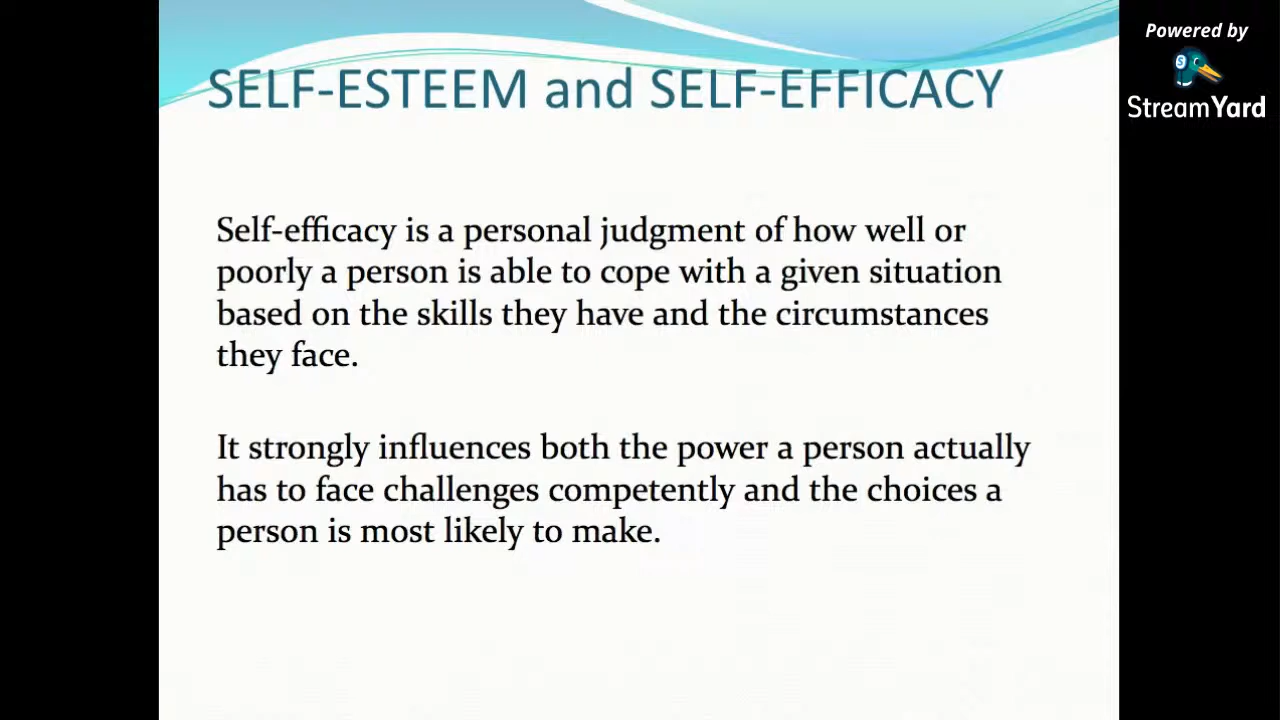 Powered by
StreamYard
SELF-ESTEEM and SELF-EFFICACY
Self-efficacy is a personal judgment of how well or
poorly a person is able to cope with a given situation
based on the skills they have and the circumstances
they face.
It strongly influences both the power a person actually
has to face challenges competently and the choices a
person is most likely to make.